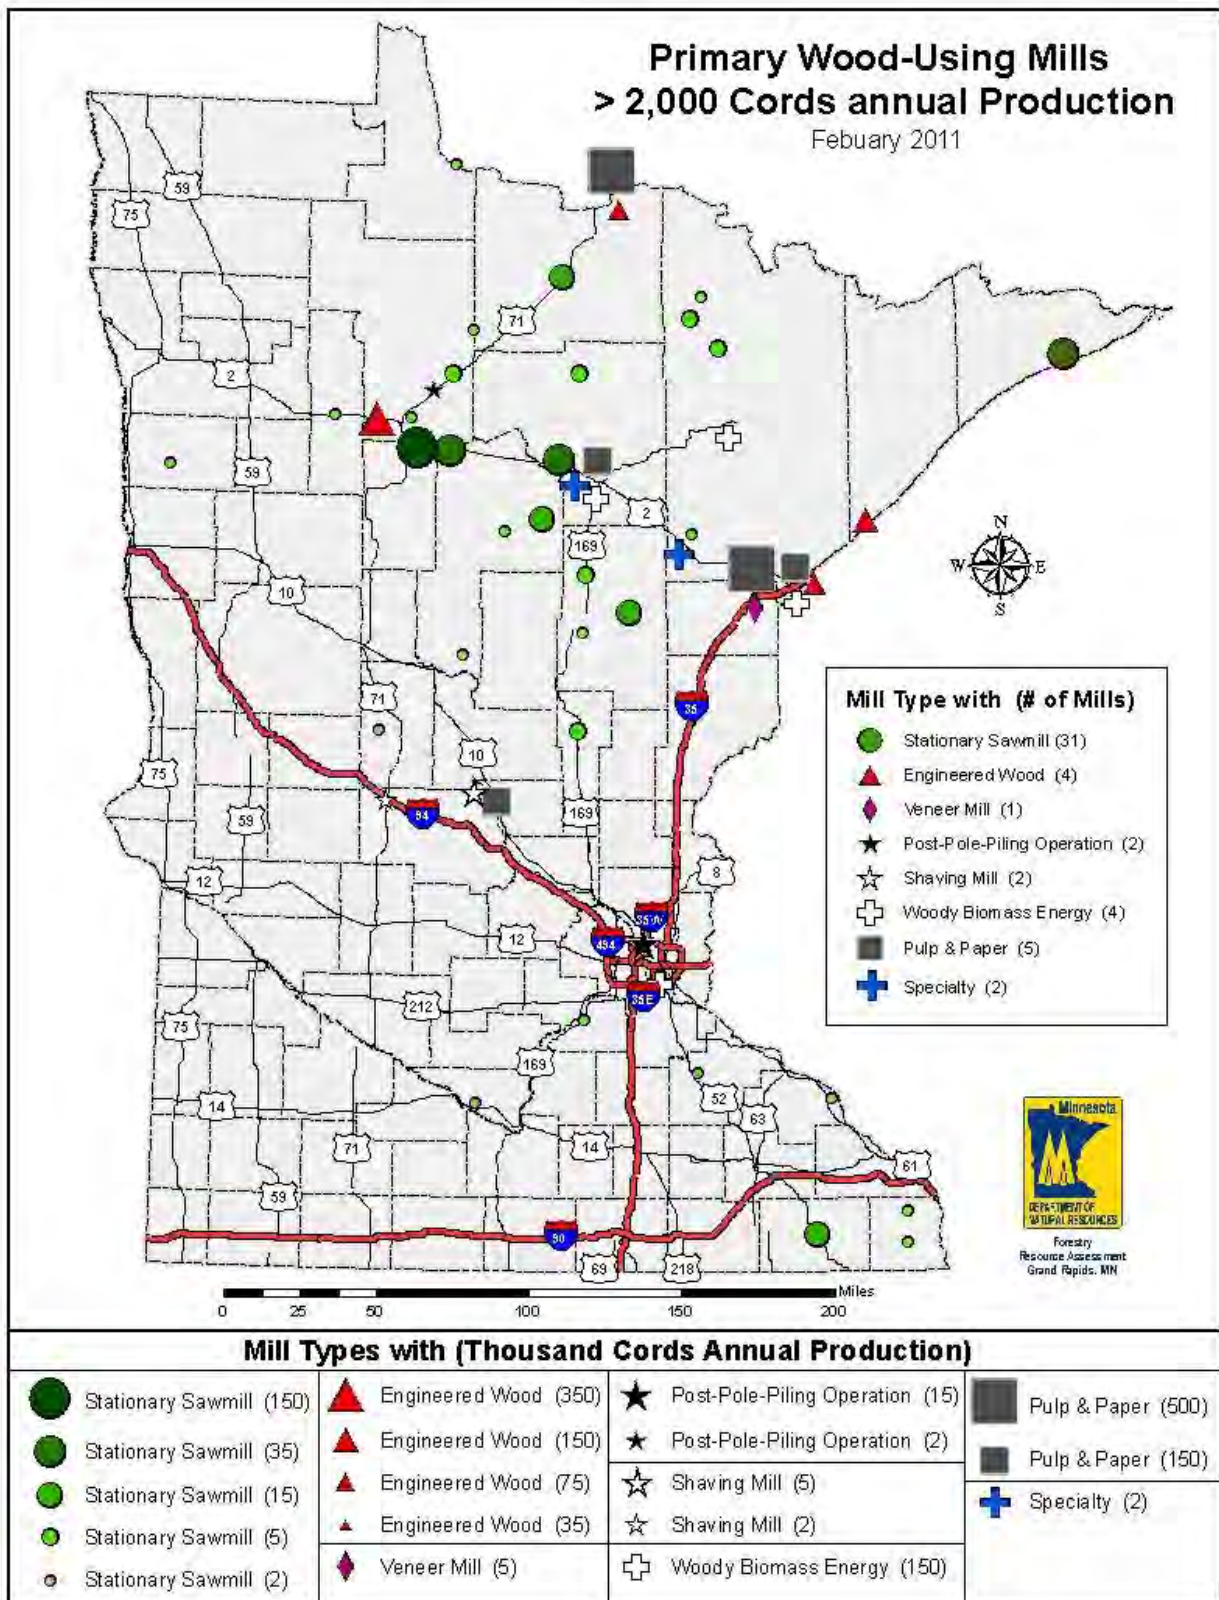 Primary Wood-Using Mills
> 2,000 Cords annual Production
Febuary 2011
59
75
71
2
59
2
169
10
N
W E
S
71
35
10
75
59
94
169
12
8
35W
494
12
35E
212
75
169
52
14
63
71
14
61
59
90
69
218
Mill Type with (# of Mills)
Stationary Sawmill (31)
Engineered Wood (4)
Veneer Mill (1)
Post-Pole-Piling Operation (2)
Shaving Mill (2)
Woody Biomass Energy (4)
Pulp & Paper (5)
Specialty (2)
Minnesota
DEPARTMENT OF
NATURAL RESOURCES
Forestry
Resource Assessment
Grand Rapids, MN
Miles
0 25 50 100 150 200
Mill Types with (Thousand Cords Annual Production)
Stationary Sawmill (150)
Stationary Sawmill (35)
Stationary Sawmill (15)
Stationary Sawmill (5)
Stationary Sawmill (2)
Engineered Wood (350)
Engineered Wood (150)
Engineered Wood (75)
Engineered Wood (35)
Veneer Mill (5)
Post-Pole-Piling Operation (15)
Post-Pole-Piling Operation (2)
Shaving Mill (5)
Shaving Mill (2)
Woody Biomass Energy (150)
Pulp & Paper (500)
Pulp & Paper (150)
Specialty (2)